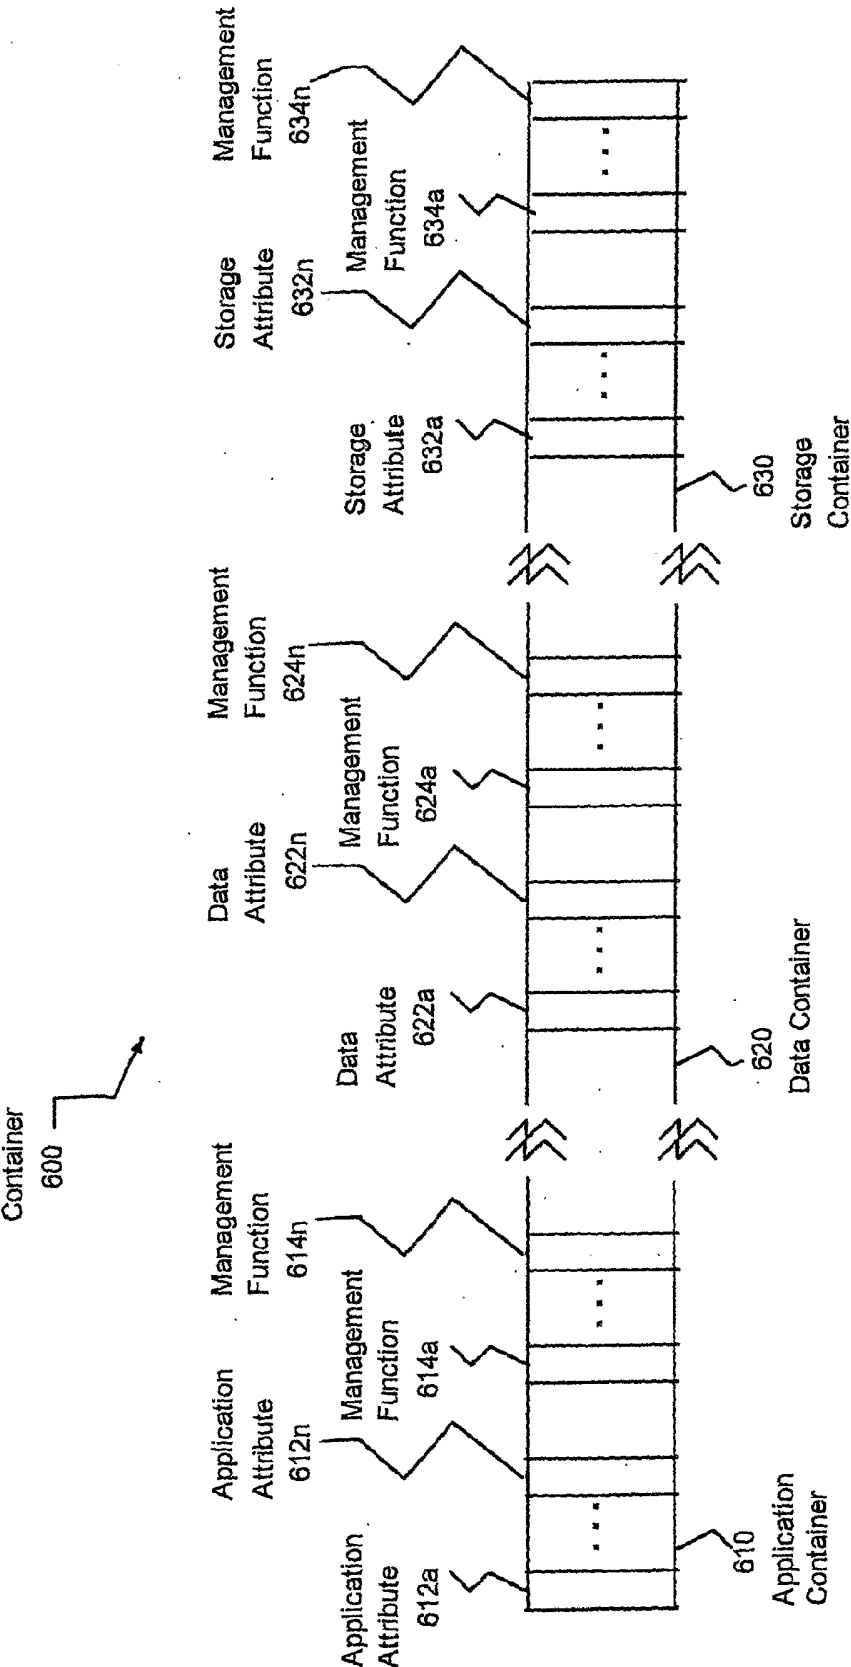 Container
600
Application
Attribute
612a
Application
Attribute
612n
Management
Function
614a
Management
Function
614n
Data
Attribute
622a
Data
Attribute
622n
Management
Function
624a
Management
Function
624n
Storage
Attribute
632a
Storage
Attribute
632n
Management
Function
634a
Management
Function
634n
610
Application
Container
620
Data Container
630
Storage
Container